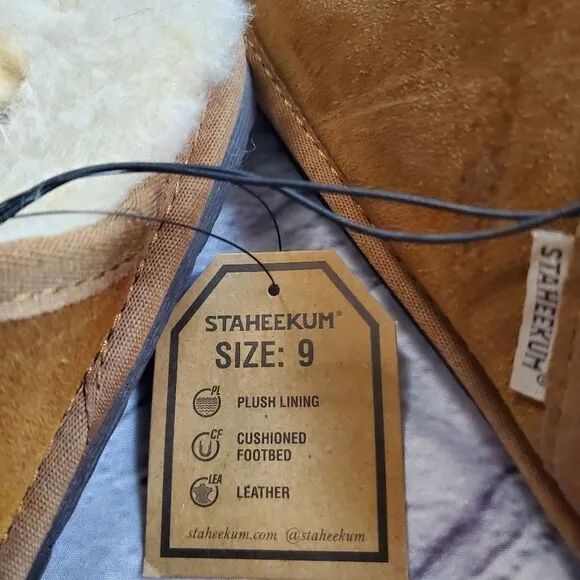 STAHEEKUM®
SIZE: 9
PL
PLUSH LINING
CF
CUSHIONED
FOOTBED
LEA
LEATHER
staheekum.com @staheekum
STAHEEKUM®